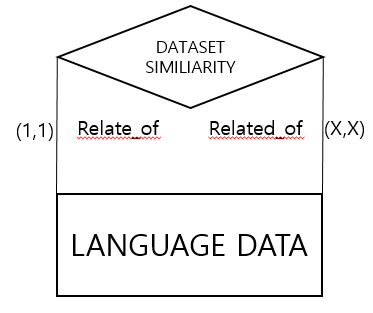 DATASET
SIMILIARITY
(1,1) Relate_of Related_of (X,X)
LANGUAGE DATA